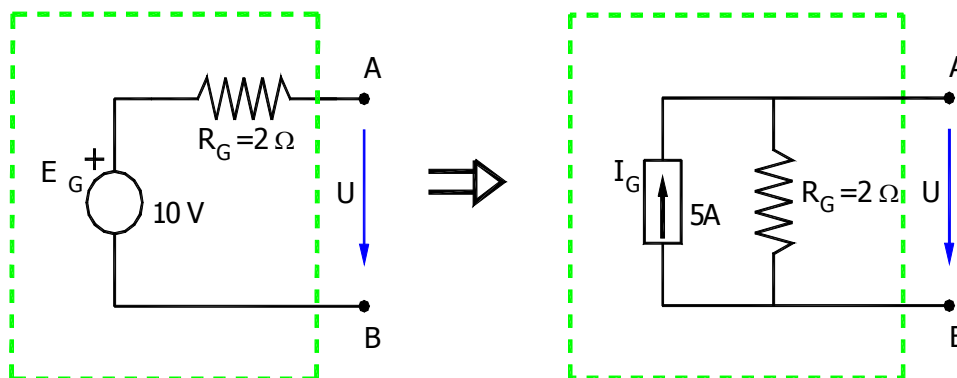 A
R_G =2 Ω
+
E_G
10 V
U
B
A
I_G
5A
R_G =2 Ω
U